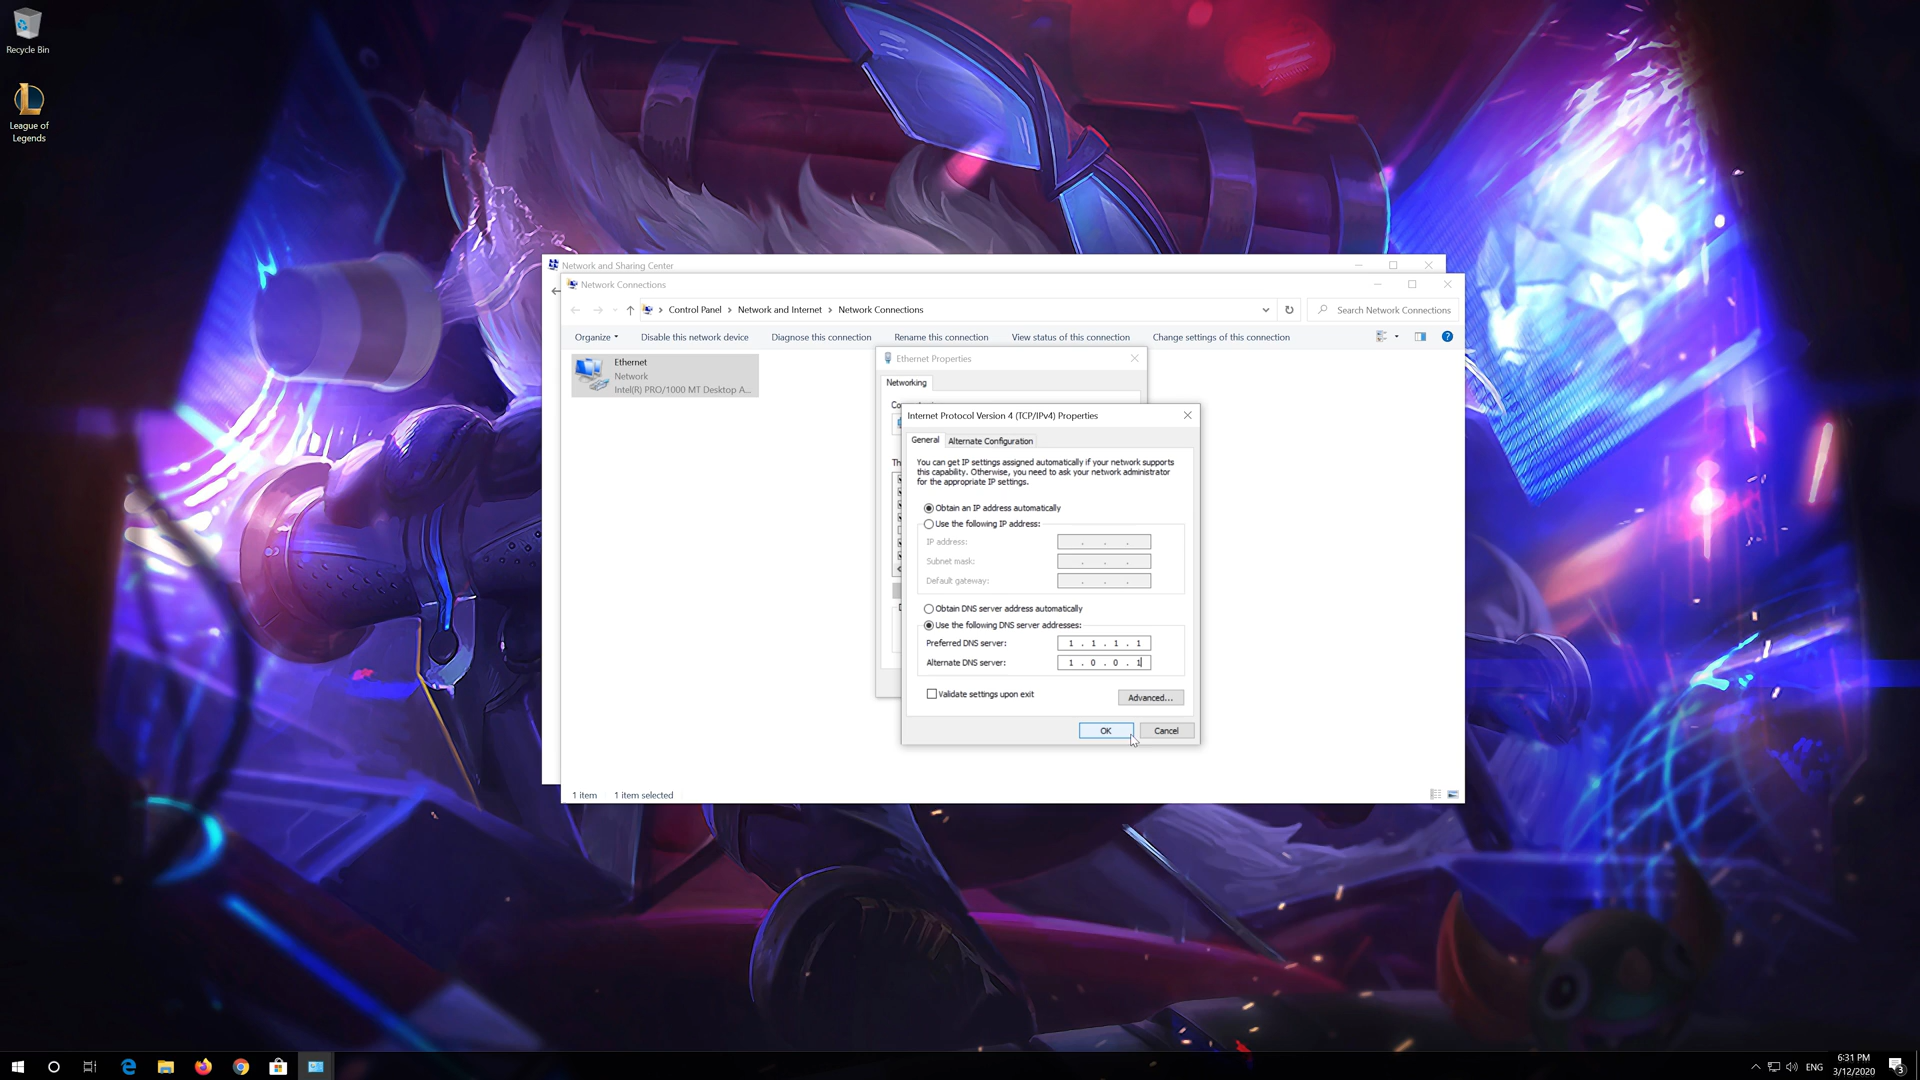 Recycle Bin
League of
Legends
Network and Sharing Center
Network Connections
Control Panel > Network and Internet > Network Connections
Search Network Connections
Organize
Disable this network device
Diagnose this connection
Rename this connection
View status of this connection
Change settings of this connection
Ethernet
Network
Intel(R) PRO/1000 MT Desktop A...
Ethernet Properties
Networking
Internet Protocol Version 4 (TCP/IPv4) Properties
General
Alternate Configuration
You can get IP settings assigned automatically if your network supports
this capability. Otherwise, you need to ask your network administrator
for the appropriate IP settings.
Obtain an IP address automatically
Use the following IP address:
IP address:
. . .
Subnet mask:
. . .
Default gateway:
. . .
Obtain DNS server address automatically
Use the following DNS server addresses:
Preferred DNS server:
1 . 1 . 1 . 1
Alternate DNS server:
1 . 0 . 0 . 1
Validate settings upon exit
Advanced...
OK
Cancel
1 item
1 item selected
ENG
6:31 PM
3/12/2020
3